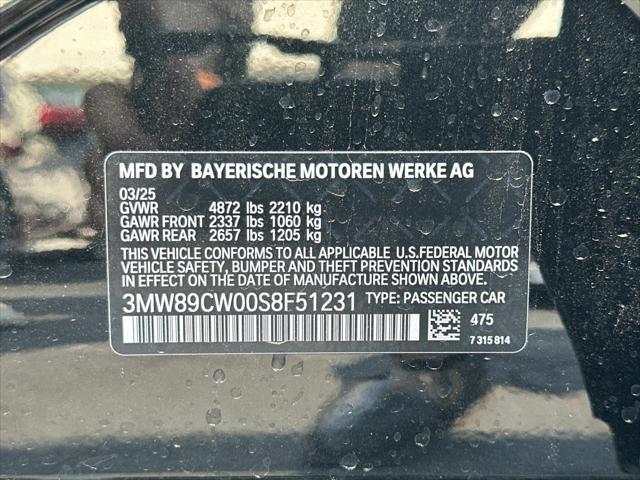 MFD BY BAYERISCHE MOTOREN WERKE AG
03/25
GVWR 4872 lbs 2210 kg
GAWR FRONT 2337 lbs 1060 kg
GAWR REAR 2657 lbs 1205 kg
THIS VEHICLE CONFORMS TO ALL APPLICABLE U.S.FEDERAL MOTOR
VEHICLE SAFETY, BUMPER AND THEFT PREVENTION STANDARDS
IN EFFECT ON THE DATE OF MANUFACTURE SHOWN ABOVE.
3MW89CW00S8F51231 TYPE: PASSENGER CAR
475
7 315 814